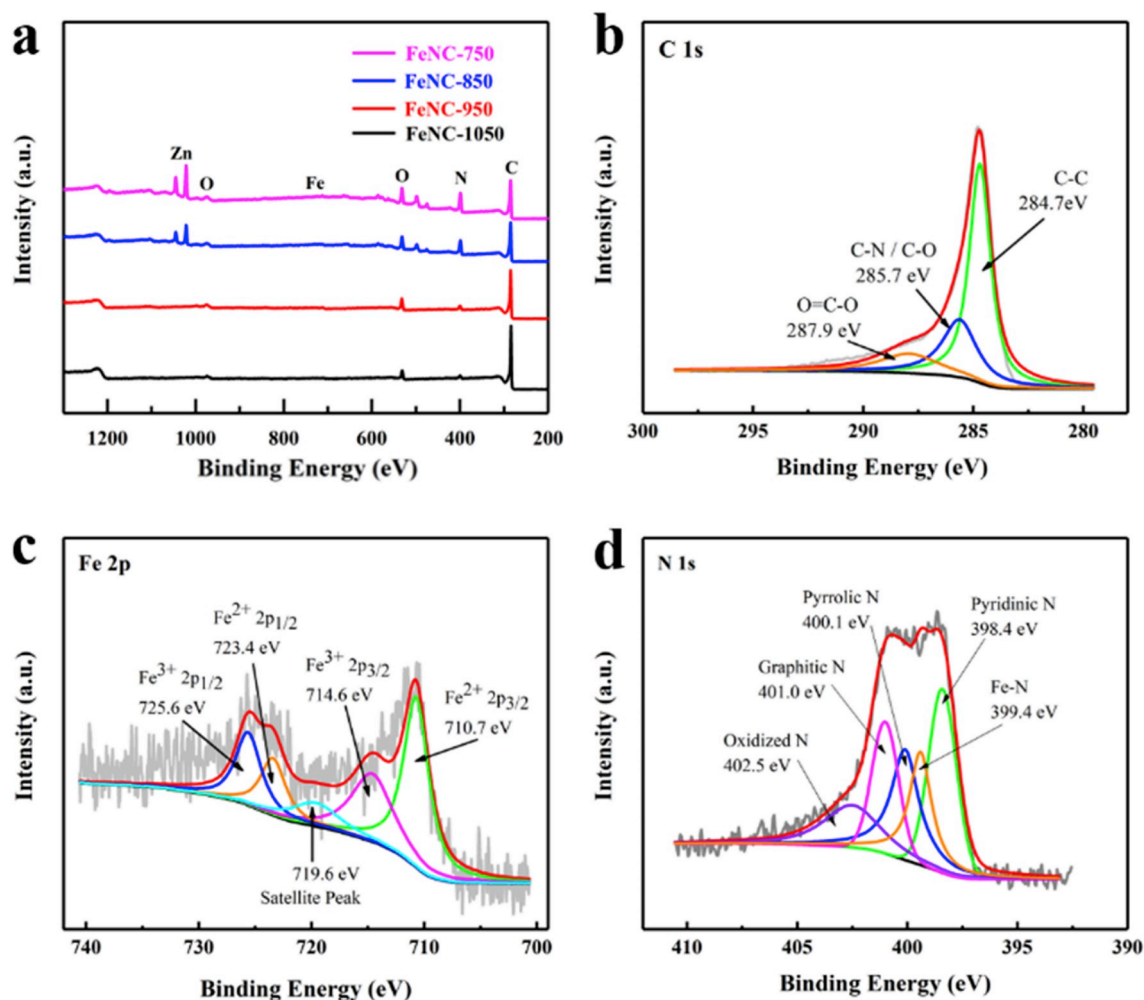 a
FeNC-750
FeNC-850
FeNC-950
FeNC-1050
Zn
O
Fe
O
N
C
Intensity (a.u.)
1200
1000
800
600
400
200
Binding Energy (eV)
b
C 1s
C-C
284.7eV
C-N / C-O
285.7 eV
O=C-O
287.9 eV
Intensity (a.u.)
300
295
290
285
280
Binding Energy (eV)
c
Fe 2p
Fe2+ 2p1/2
723.4 eV
Fe3+ 2p1/2
725.6 eV
Fe3+ 2p3/2
714.6 eV
Fe2+ 2p3/2
710.7 eV
719.6 eV
Satellite Peak
Intensity (a.u.)
740
730
720
710
700
Binding Energy (eV)
d
N 1s
Pyrrolic N
400.1 eV
Pyridinic N
398.4 eV
Graphitic N
401.0 eV
Fe-N
399.4 eV
Oxidized N
402.5 eV
Intensity (a.u.)
410
405
400
395
390
Binding Energy (eV)